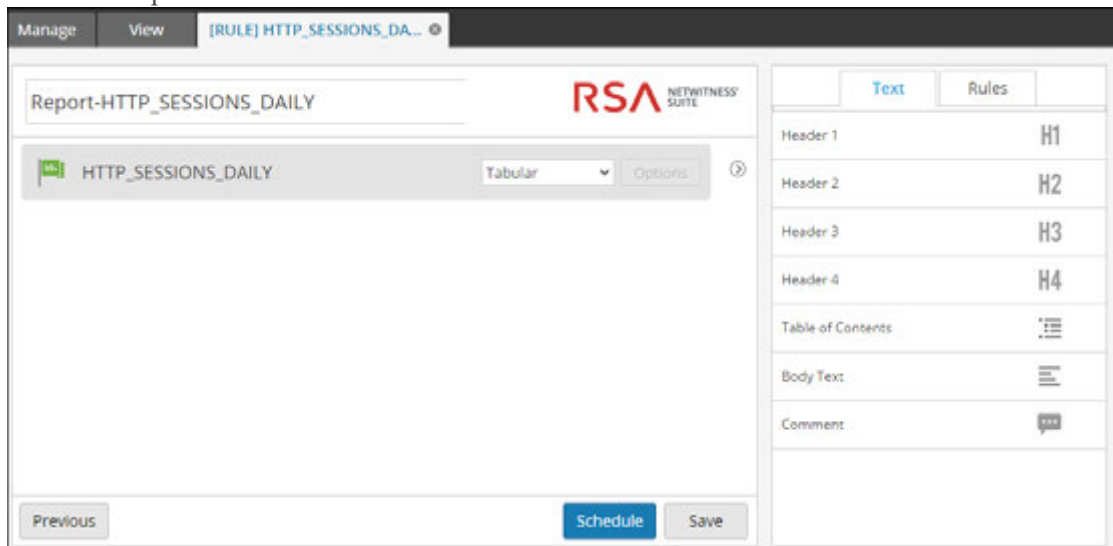 Manage View [RULE] HTTP_SESSIONS_DA...
Report-HTTP_SESSIONS_DAILY
RSA NETWITNESS SUITE
Text Rules
Header 1 H1
HTTP_SESSIONS_DAILY Tabular Options
Header 2 H2
Header 3 H3
Header 4 H4
Table of Contents
Body Text
Comment
Previous Schedule Save